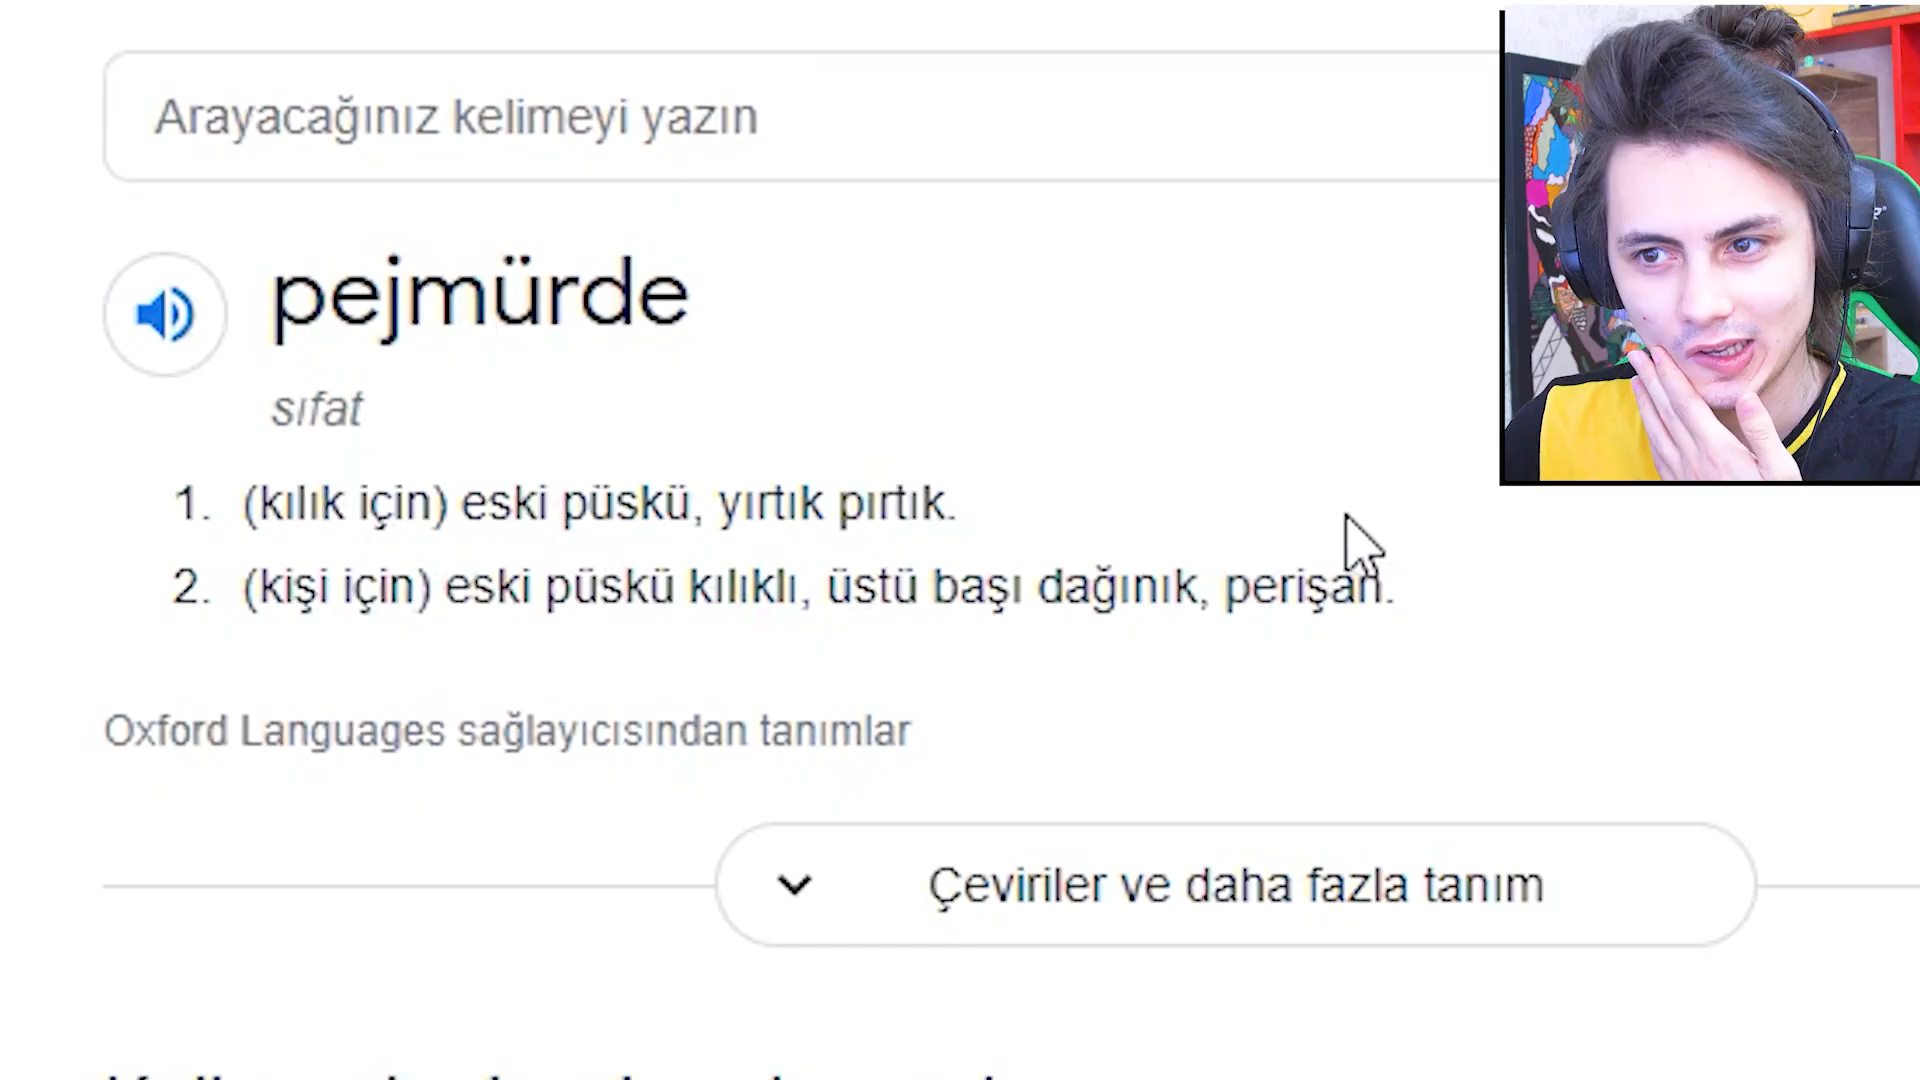 Arayacağınız kelimeyi yazın
pejmürde
sıfat
1. (kılık için) eski püskü, yırtık pırtık.
2. (kişi için) eski püskü kılıklı, üstü başı dağınık, perişan.
Oxford Languages sağlayıcısından tanımlar
Çeviriler ve daha fazla tanım